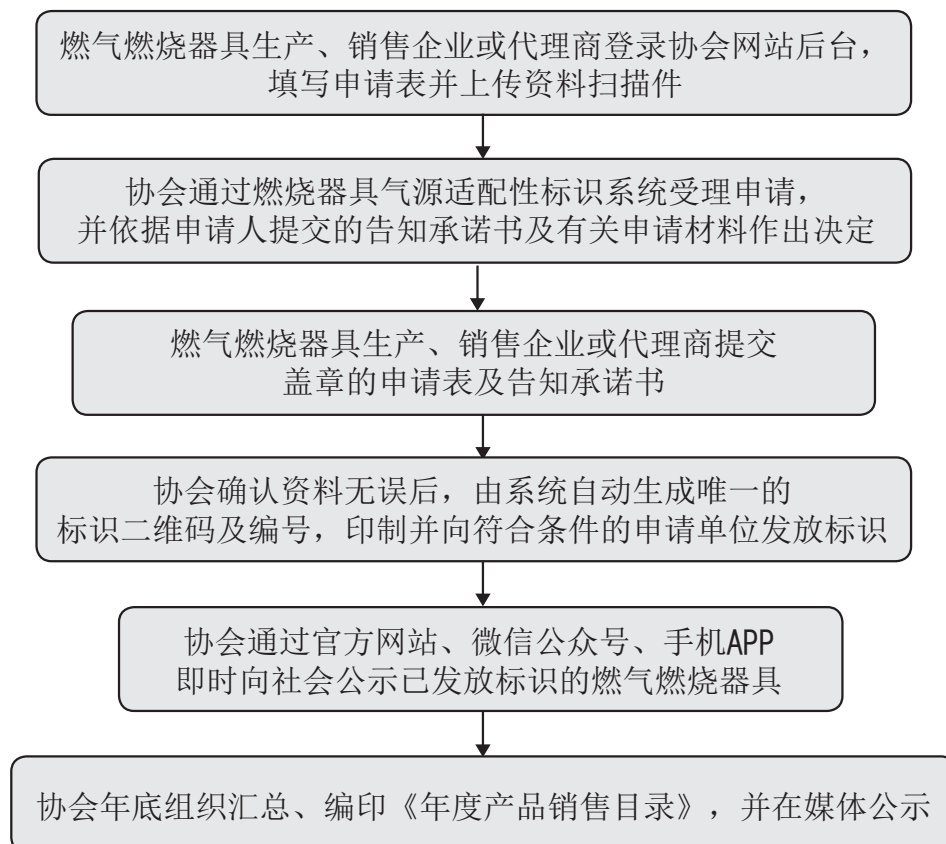 燃气燃烧器具生产、销售企业或代理商登录协会网站后台，
填写申请表并上传资料扫描件
协会通过燃烧器具气源适配性标识系统受理申请，
并依据申请人提交的告知承诺书及有关申请材料作出决定
燃气燃烧器具生产、销售企业或代理商提交
盖章的申请表及告知承诺书
协会确认资料无误后，由系统自动生成唯一的
标识二维码及编号，印制并向符合条件的申请单位发放标识
协会通过官方网站、微信公众号、手机APP
即时向社会公示已发放标识的燃气燃烧器具
协会年底组织汇总、编印《年度产品销售目录》，并在媒体公示